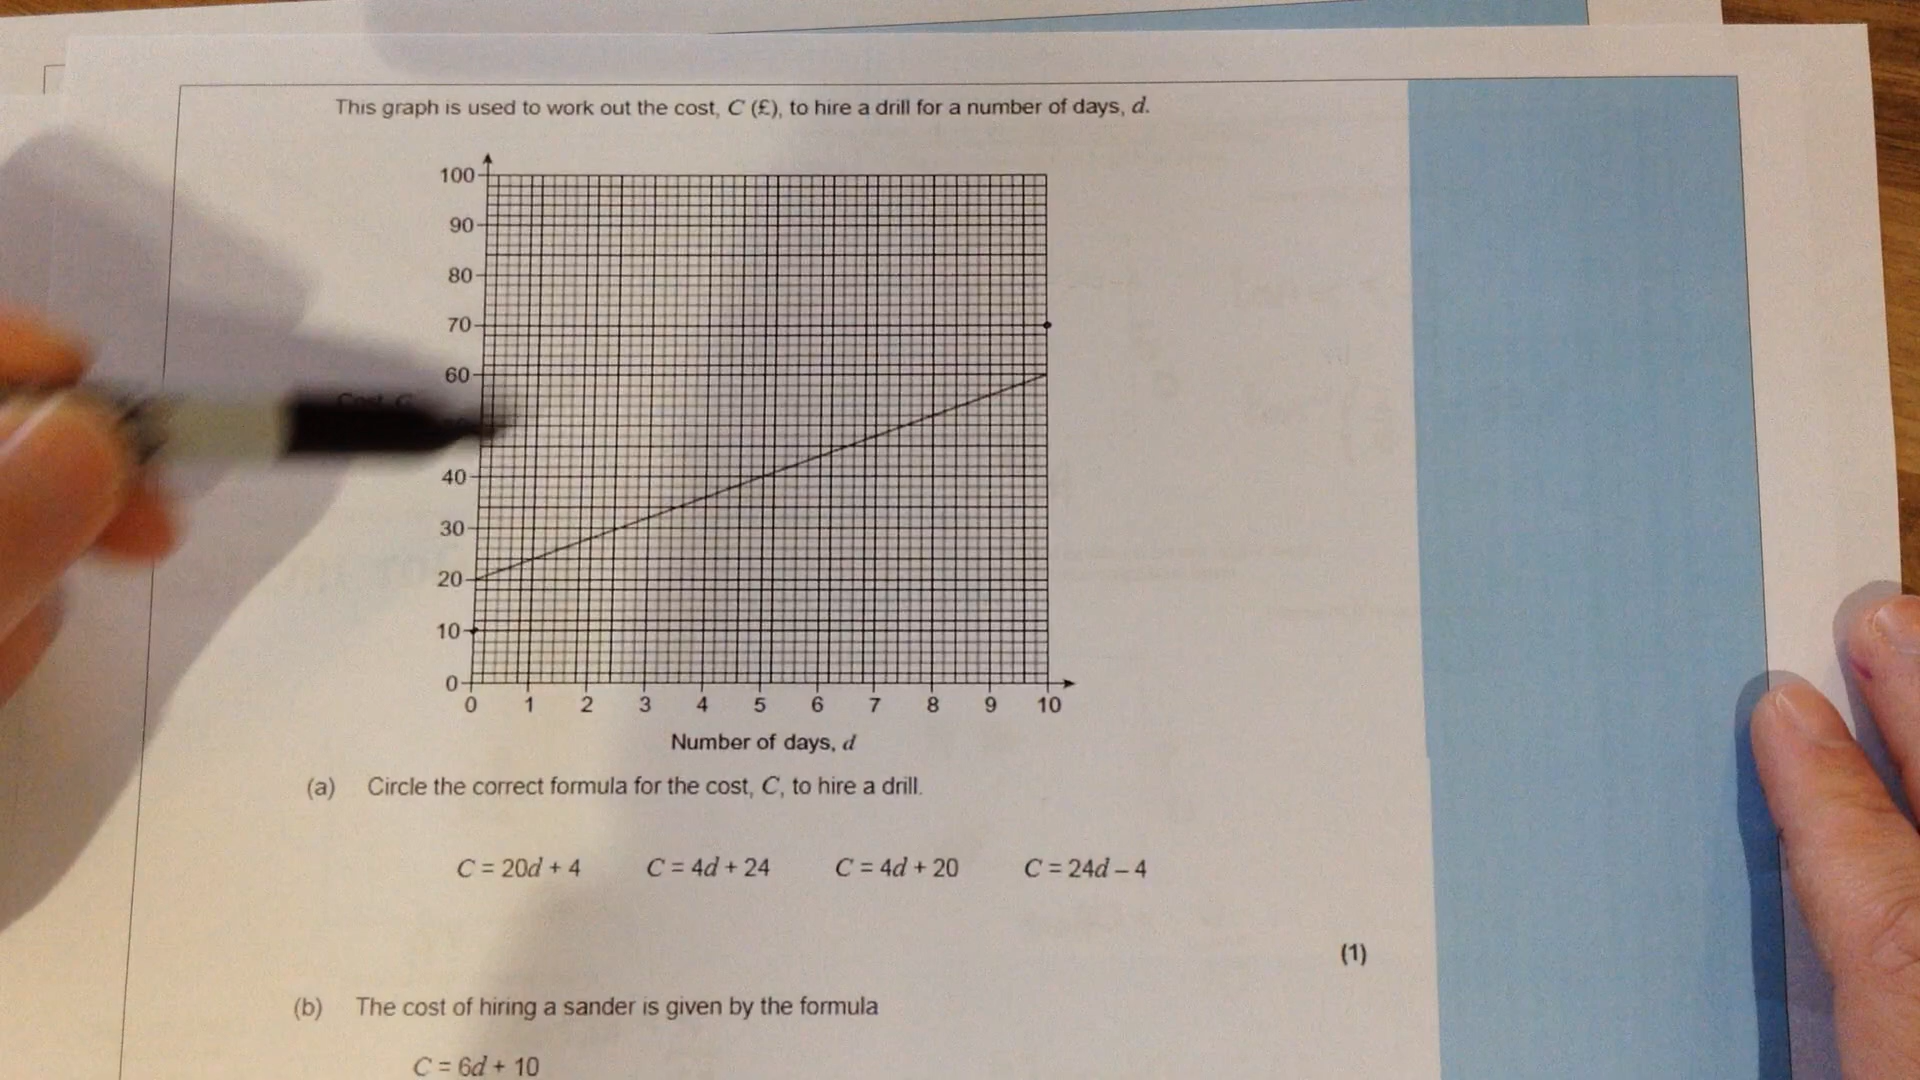 This graph is used to work out the cost, C (£), to hire a drill for a number of days, d.
100
90
80
70
60
Cost, C
40
30
20
10
0
0 1 2 3 4 5 6 7 8 9 10
Number of days, d
(a) Circle the correct formula for the cost, C, to hire a drill.
C = 20d + 4 C = 4d + 24 C = 4d + 20 C = 24d – 4
(1)
(b) The cost of hiring a sander is given by the formula
C = 6d + 10